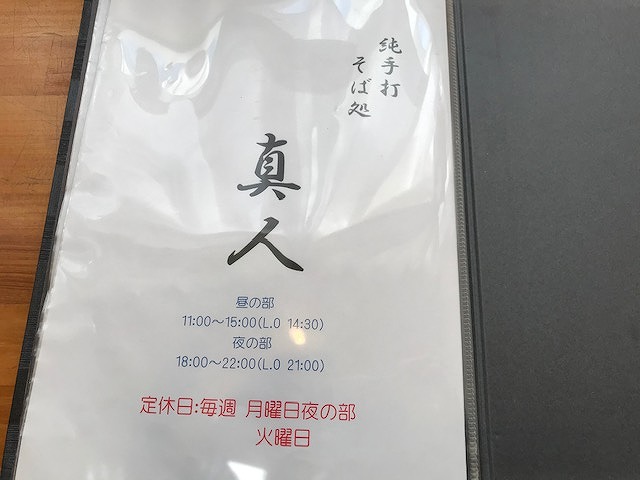 純手打
そば処
真人
昼の部
11:00～15:00(L.O 14:30)
夜の部
18:00～22:00(L.O 21:00)
定休日:毎週 月曜日夜の部
火曜日